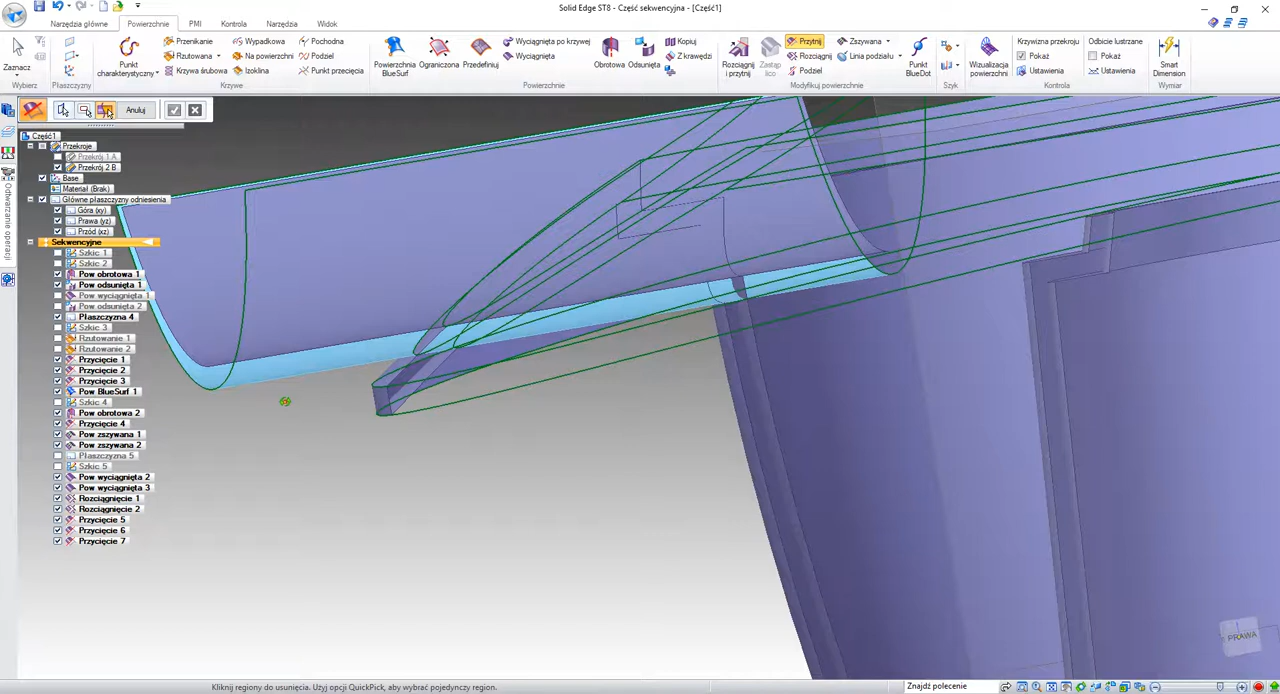 Solid Edge ST8 - Część sekwencyjna - [Część1]
Narzędzia główne
Powierzchnie
PMI
Kontrola
Narzędzia
Widok
Zaznacz
Wybierz
Płaszczyzny
Punkt charakterystyczny
Przenikanie
Rzutowana
Krzywa śrubowa
Wypadkowa
Na powierzchni
Izoklina
Pochodna
Podziel
Punkt przecięcia
Krzywe
Powierzchnia BlueSurf
Ograniczona
Predefiniuj
Wyciągnięta po krzywej
Wyciągnięta
Obrotowa
Odsunięta
Kopiuj
Z krawędzi
Powierzchnie
Rozciągnij i przytnij
Zastąp lico
Przytnij
Rozciągnij
Podziel
Zszywana
Linia podziału
Punkt BlueDot
Modyfikuj powierzchnie
Szyk
Wizualizacja powierzchni
Krzywizna przekroju
Pokaż
Ustawienia
Odbicie lustrzane
Pokaż
Ustawienia
Kontrola
Smart Dimension
Wymiar
Anuluj
Odtwarzanie operacji
Część1
Przekroje
Przekrój 1 A
Przekrój 2 B
Base
Materiał (Brak)
Główne płaszczyzny odniesienia
Góra (xy)
Prawa (yz)
Przód (xz)
Sekwencyjne
Szkic 1
Szkic 2
Pow obrotowa 1
Pow odsunięta 1
Pow wyciągnięta 1
Pow odsunięta 2
Płaszczyzna 4
Szkic 3
Rzutowanie 1
Rzutowanie 2
Przycięcie 1
Przycięcie 2
Przycięcie 3
Pow BlueSurf 1
Szkic 4
Pow obrotowa 2
Przycięcie 4
Pow zszywana 1
Pow zszywana 2
Płaszczyzna 5
Szkic 5
Pow wyciągnięta 2
Pow wyciągnięta 3
Rozciągnięcie 1
Rozciągnięcie 2
Przycięcie 5
Przycięcie 6
Przycięcie 7
PRAWA
Kliknij regiony do usunięcia. Użyj opcji QuickPick, aby wybrać pojedynczy region.
Znajdź polecenie